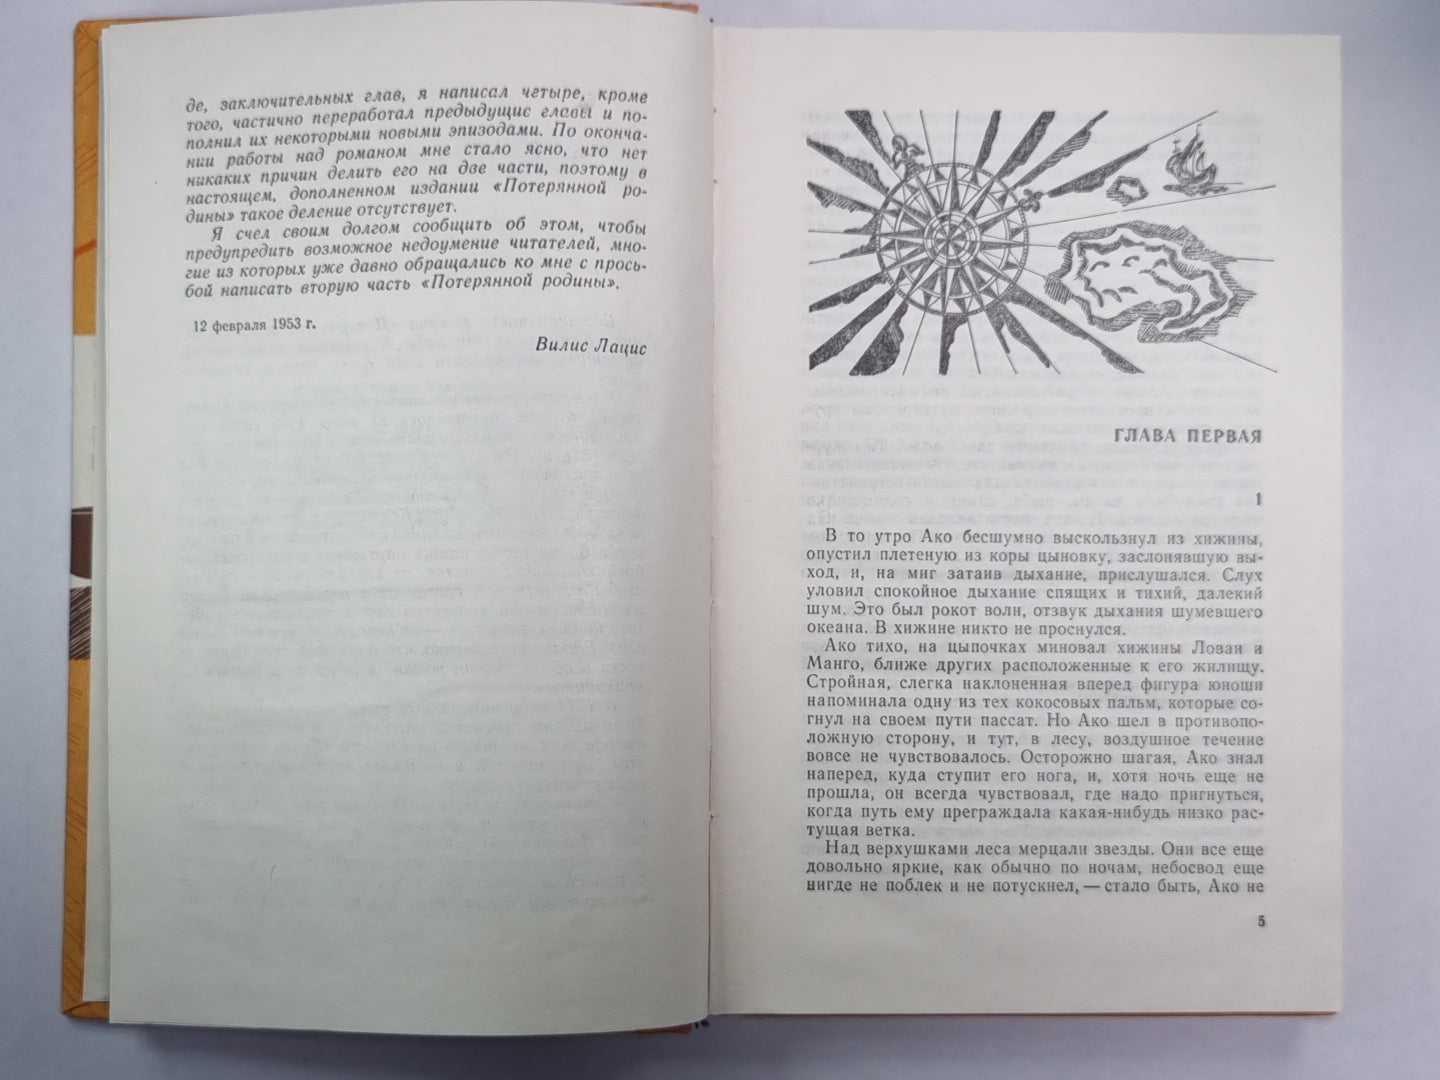 де, заключительных глав, я написал четыре, кроме
того, частично переработал предыдущие главы и по-
полнил их некоторыми новыми эпизодами. По оконча-
нии работы над романом мне стало ясно, что нет
никаких причин делить его на две части, поэтому в
настоящем, дополненном издании «Потерянной ро-
дины» такое деление отсутствует.
Я счел своим долгом сообщить об этом, чтобы
предупредить возможное недоумение читателей, мно-
гие из которых уже давно обращались ко мне с прось-
бой написать вторую часть «Потерянной родины».
12 февраля 1953 г.
Вилис Лацис
ГЛАВА ПЕРВАЯ
1
В то утро Ако бесшумно выскользнул из хижины,
опустил плетеную из коры цыновку, заслонявшую вы-
ход, и, на миг затаив дыхание, прислушался. Слух
уловил спокойное дыхание спящих и тихий, далекий
шум. Это был рокот волн, отзвук дыхания шумевшего
океана. В хижине никто не проснулся.
Ако тихо, на цыпочках миновал хижины Ловаи и
Манго, ближе других расположенные к его жилищу.
Стройная, слегка наклоненная вперед фигура юноши
напоминала одну из тех кокосовых пальм, которые со-
гнул на своем пути пассат. Но Ако шел в противопо-
ложную сторону, и тут, в лесу, воздушное течение
вовсе не чувствовалось. Осторожно шагая, Ако знал
наперед, куда ступит его нога, и, хотя ночь еще не
прошла, он всегда чувствовал, где надо пригнуться,
когда путь ему преграждала какая-нибудь низко рас-
тущая ветка.
Над верхушками леса мерцали звезды. Они все еще
довольно яркие, как обычно по ночам, небосвод еще
нигде не поблек и не потускнел, — стало быть, Ако не
5